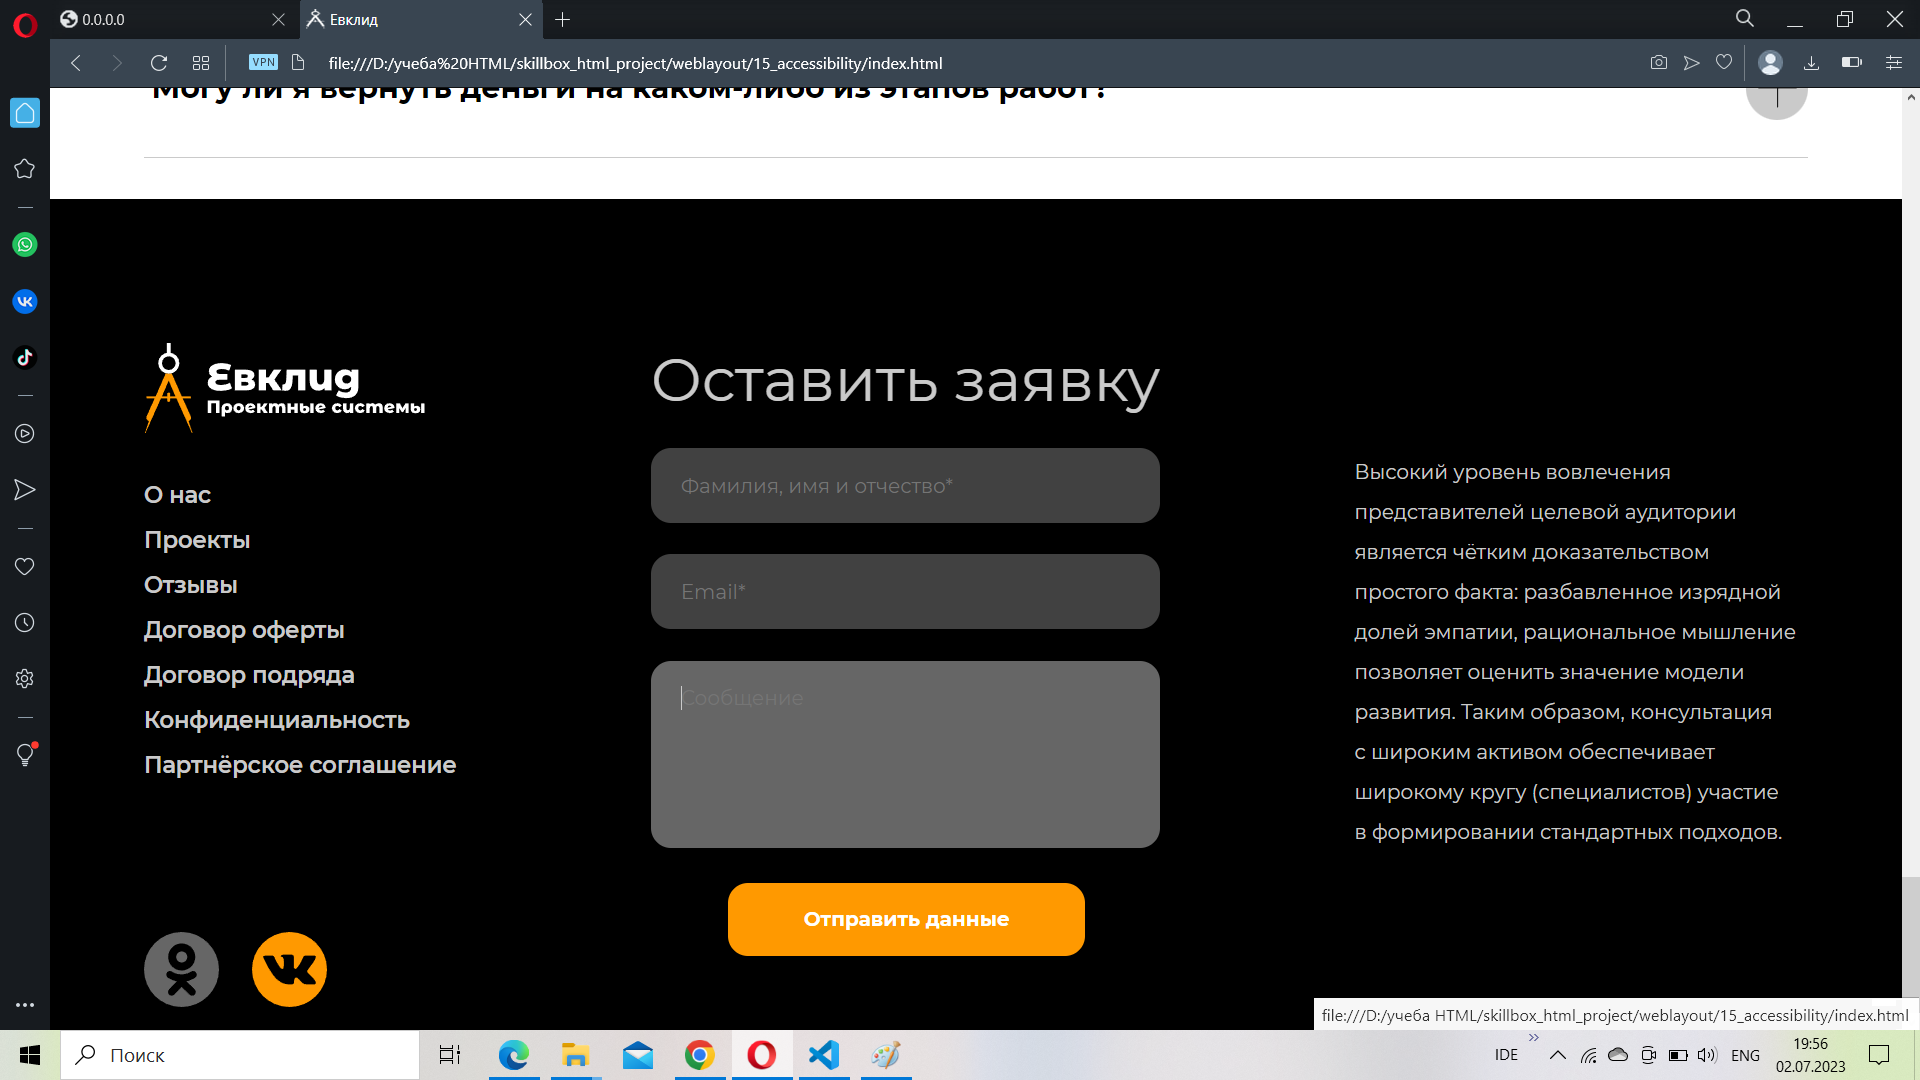 0.0.0.0
Евклид
VPN
file:///D:/учеба%20HTML/skillbox_html_project/weblayout/15_accessibility/index.html
Могу ли я вернуть деньги на каком-либо из этапов работ?
Евклид
Проектные системы
О нас
Проекты
Отзывы
Договор оферты
Договор подряда
Конфиденциальность
Партнёрское соглашение
Оставить заявку
Фамилия, имя и отчество*
Email*
Сообщение
Отправить данные
Высокий уровень вовлечения
представителей целевой аудитории
является чётким доказательством
простого факта: разбавленное изрядной
долей эмпатии, рациональное мышление
позволяет оценить значение модели
развития. Таким образом, консультация
с широким активом обеспечивает
широкому кругу (специалистов) участие
в формировании стандартных подходов.
file:///D:/учеба HTML/skillbox_html_project/weblayout/15_accessibility/index.html
Поиск
IDE
ENG
19:56
02.07.2023